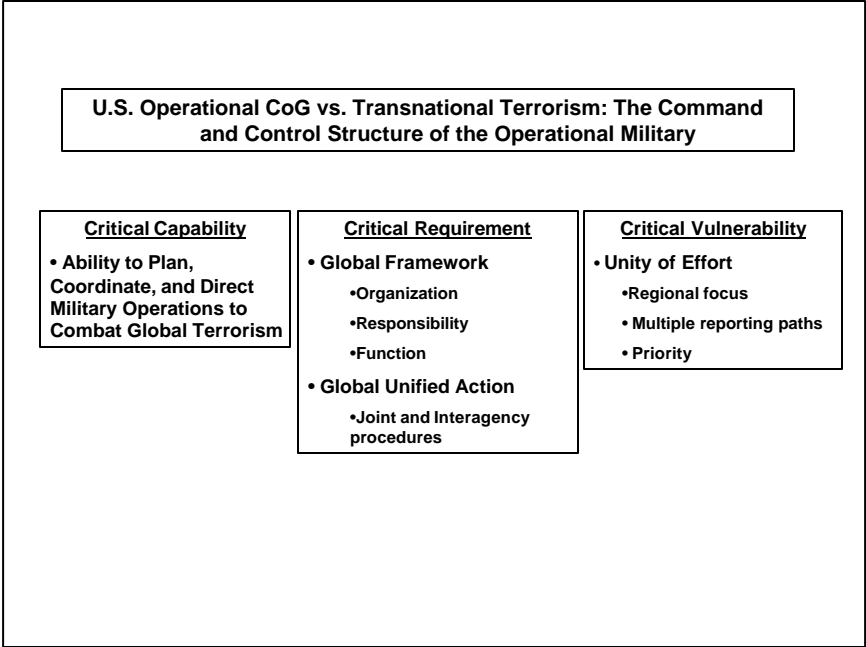 U.S. Operational CoG vs. Transnational Terrorism: The Command
and Control Structure of the Operational Military
Critical Capability
• Ability to Plan,
Coordinate, and Direct
Military Operations to
Combat Global Terrorism
Critical Requirement
• Global Framework
•Organization
•Responsibility
•Function
• Global Unified Action
•Joint and Interagency
procedures
Critical Vulnerability
• Unity of Effort
•Regional focus
• Multiple reporting paths
• Priority